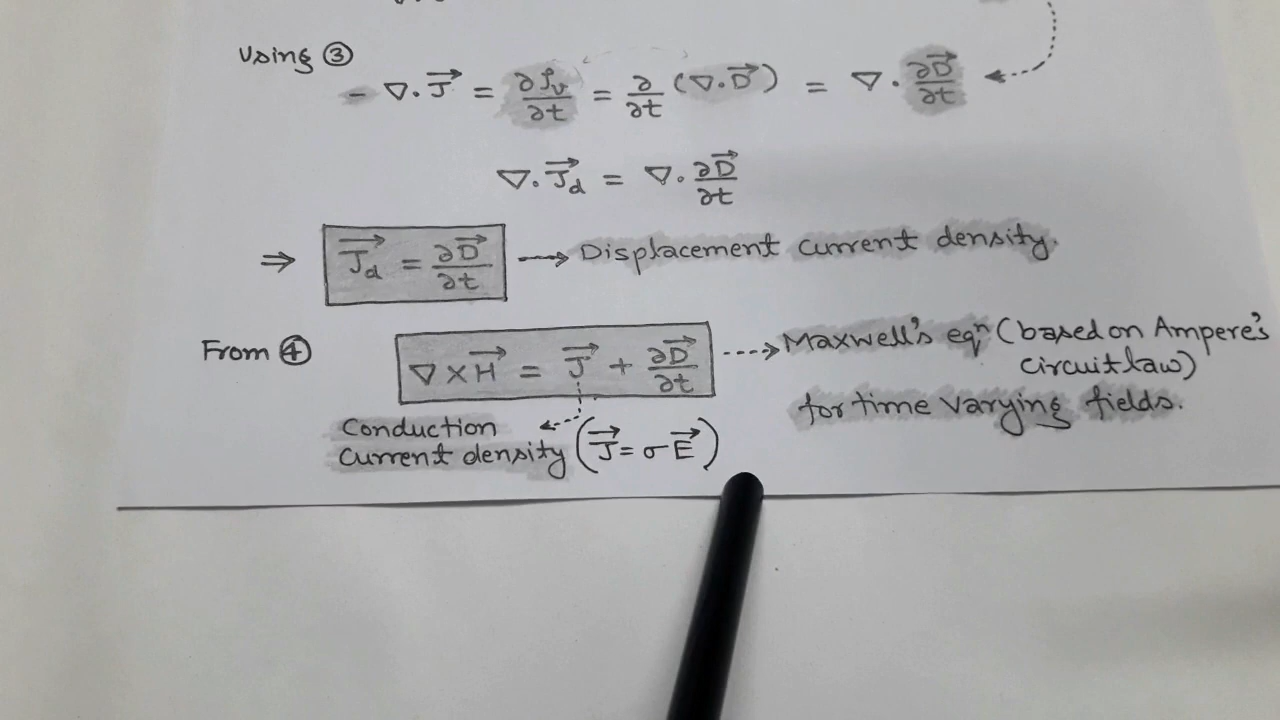 Using ③
− ∇.J⃗ = ∂ρᵥ/∂t = ∂/∂t (∇.D⃗) = ∇.∂D⃗/∂t
∇.J⃗d = ∇.∂D⃗/∂t
⇒ J⃗d = ∂D⃗/∂t → Displacement current density.
From ④ ∇×H⃗ = J⃗ + ∂D⃗/∂t → Maxwell's eqⁿ (based on Ampere's
circuit law)
for time varying fields.
Conduction
current density (J⃗ = σE⃗)